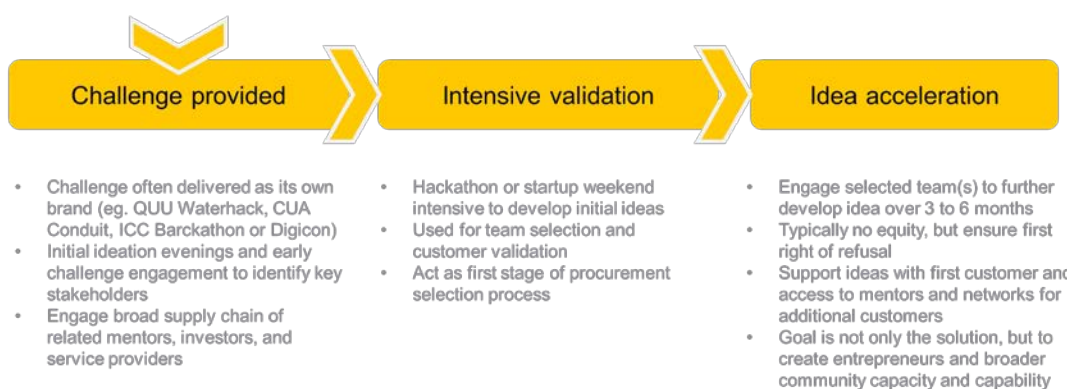 Challenge provided
Intensive validation
Idea acceleration
• Challenge often delivered as its own
brand (eg. QUU Waterhack, CUA
Conduit, ICC Barckathon or Digicon)
• Initial ideation evenings and early
challenge engagement to identify key
stakeholders
• Engage broad supply chain of
related mentors, investors, and
service providers
• Hackathon or startup weekend
intensive to develop initial ideas
• Used for team selection and
customer validation
• Act as first stage of procurement
selection process
• Engage selected team(s) to further
develop idea over 3 to 6 months
• Typically no equity, but ensure first
right of refusal
• Support ideas with first customer and
access to mentors and networks for
additional customers
• Goal is not only the solution, but to
create entrepreneurs and broader
community capacity and capability